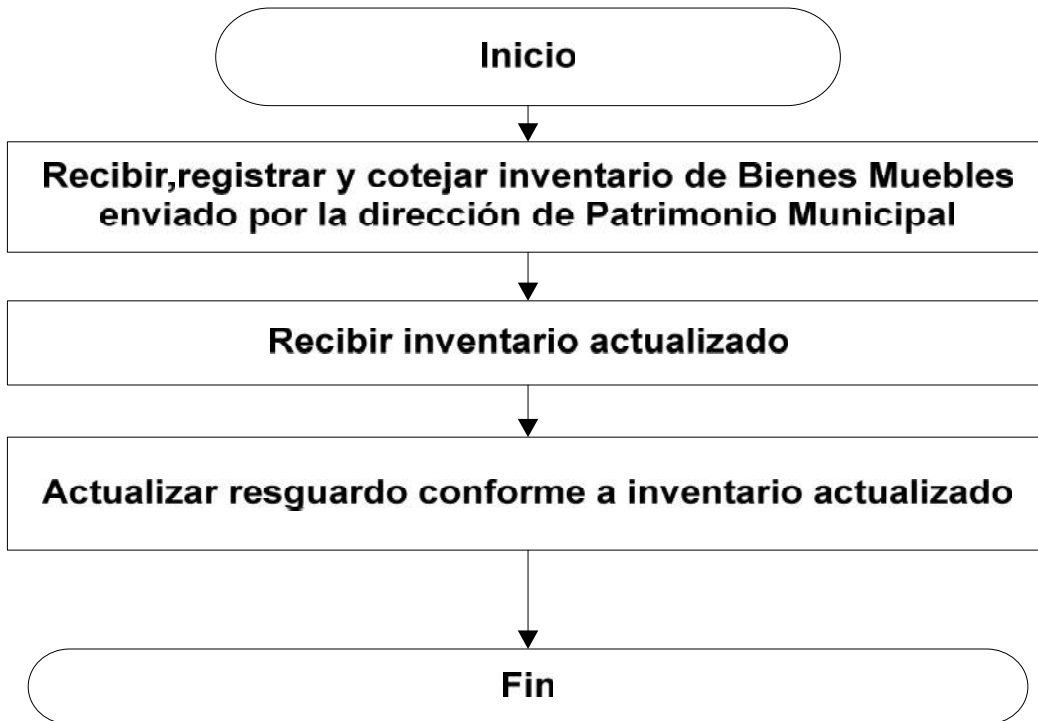 Inicio
Recibir,registrar y cotejar inventario de Bienes Muebles
enviado por la dirección de Patrimonio Municipal
Recibir inventario actualizado
Actualizar resguardo conforme a inventario actualizado
Fin